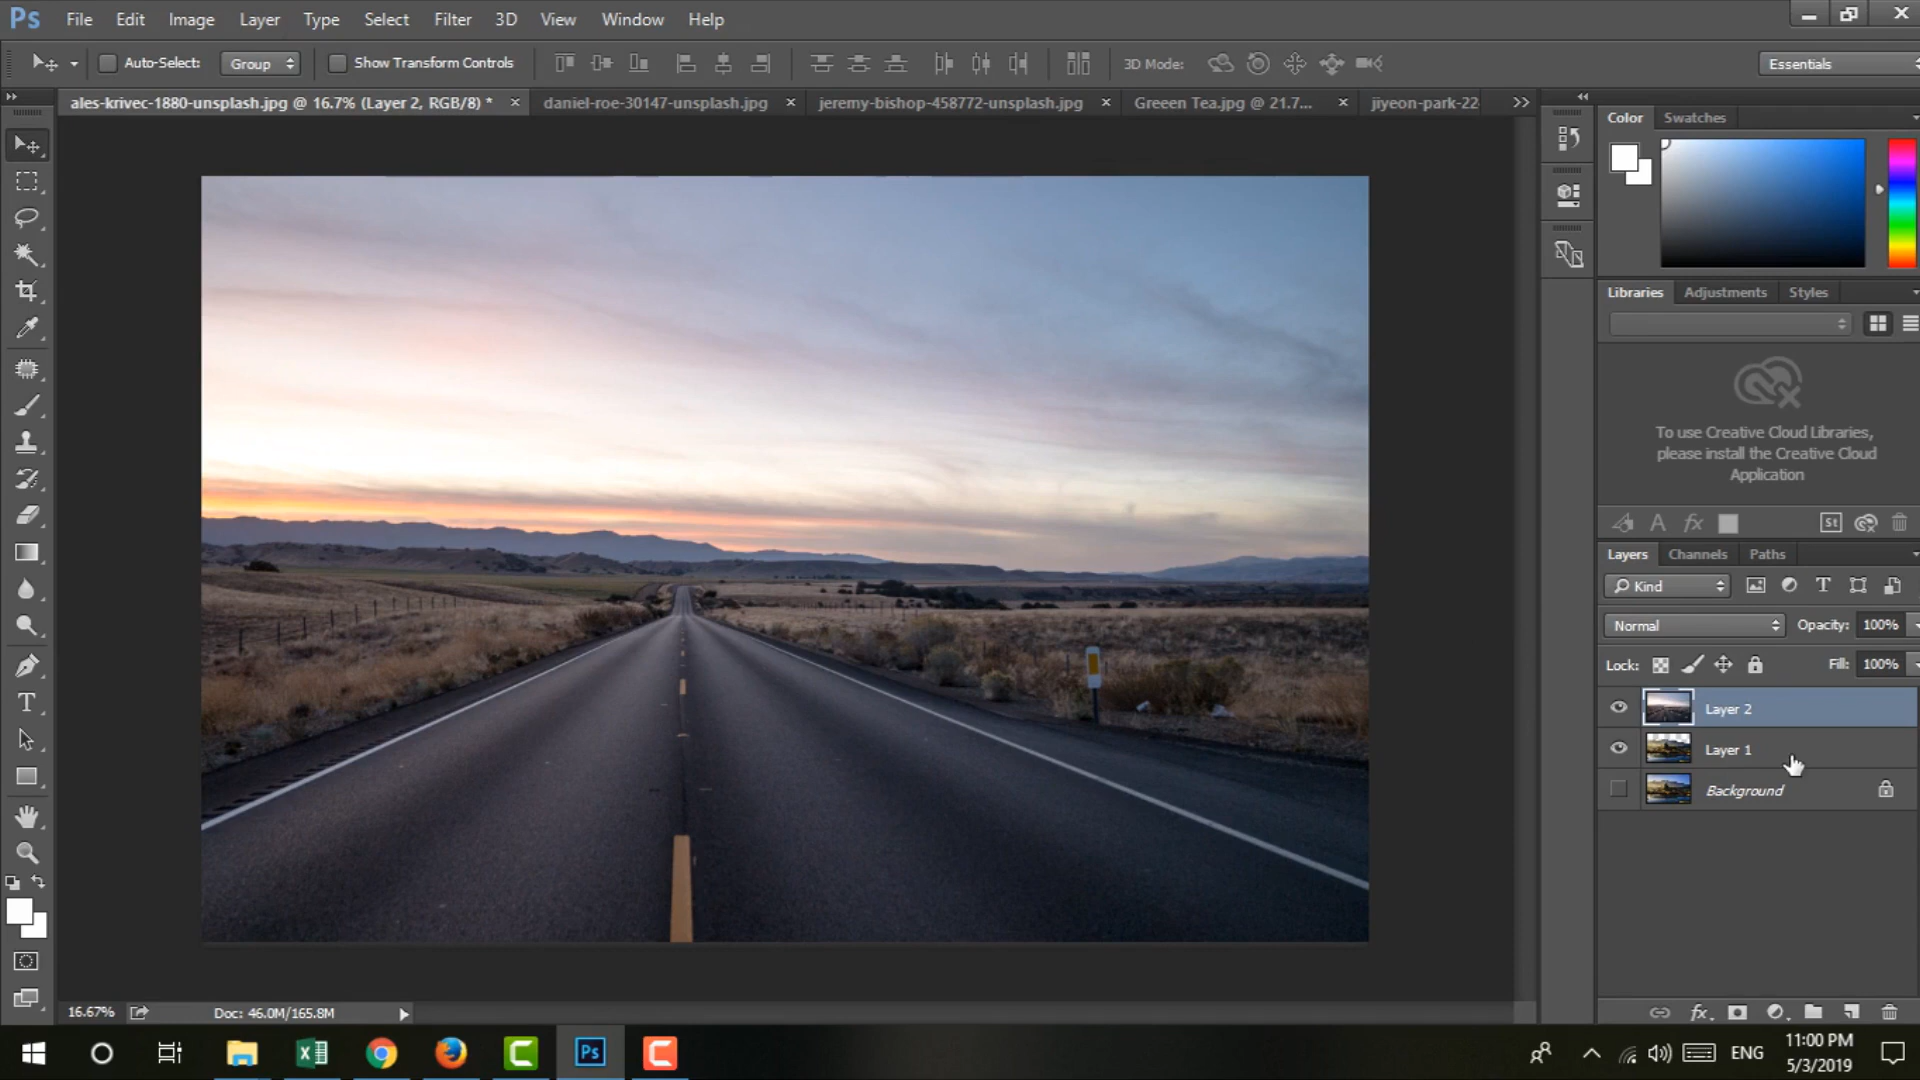 Ps File Edit Image Layer Type Select Filter 3D View Window Help
Auto-Select: Group Show Transform Controls 3D Mode: Essentials
ales-krivec-1880-unsplash.jpg @ 16.7% (Layer 2, RGB/8) * × daniel-roe-30147-unsplash.jpg × jeremy-bishop-458772-unsplash.jpg × Greeen Tea.jpg @ 21.7... × jiyeon-park-22 >>
Color Swatches
Libraries Adjustments Styles
To use Creative Cloud Libraries,
please install the Creative Cloud
Application
A fx St
Layers Channels Paths
Kind T
Normal Opacity: 100%
Lock: Fill: 100%
Layer 2
Layer 1
Background
T
fx.
16.67% Doc: 46.0M/165.8M
Ps ENG 11:00 PM
5/3/2019